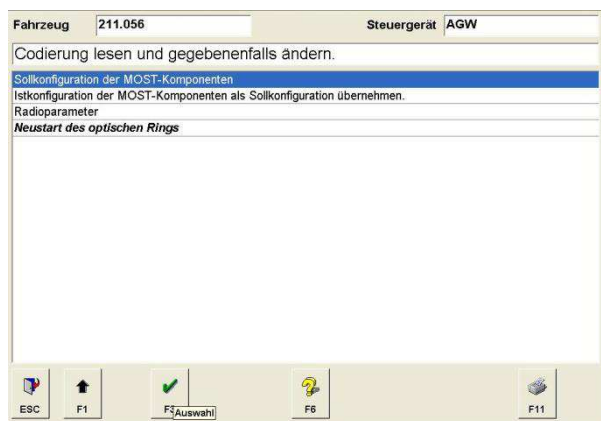 Fahrzeug 211.056 Steuergerät AGW
Codierung lesen und gegebenenfalls ändern.
Sollkonfiguration der MOST-Komponenten
Istkonfiguration der MOST-Komponenten als Sollkonfiguration übernehmen.
Radioparameter
Neustart des optischen Rings
ESC F1 Auswahl F6 F11